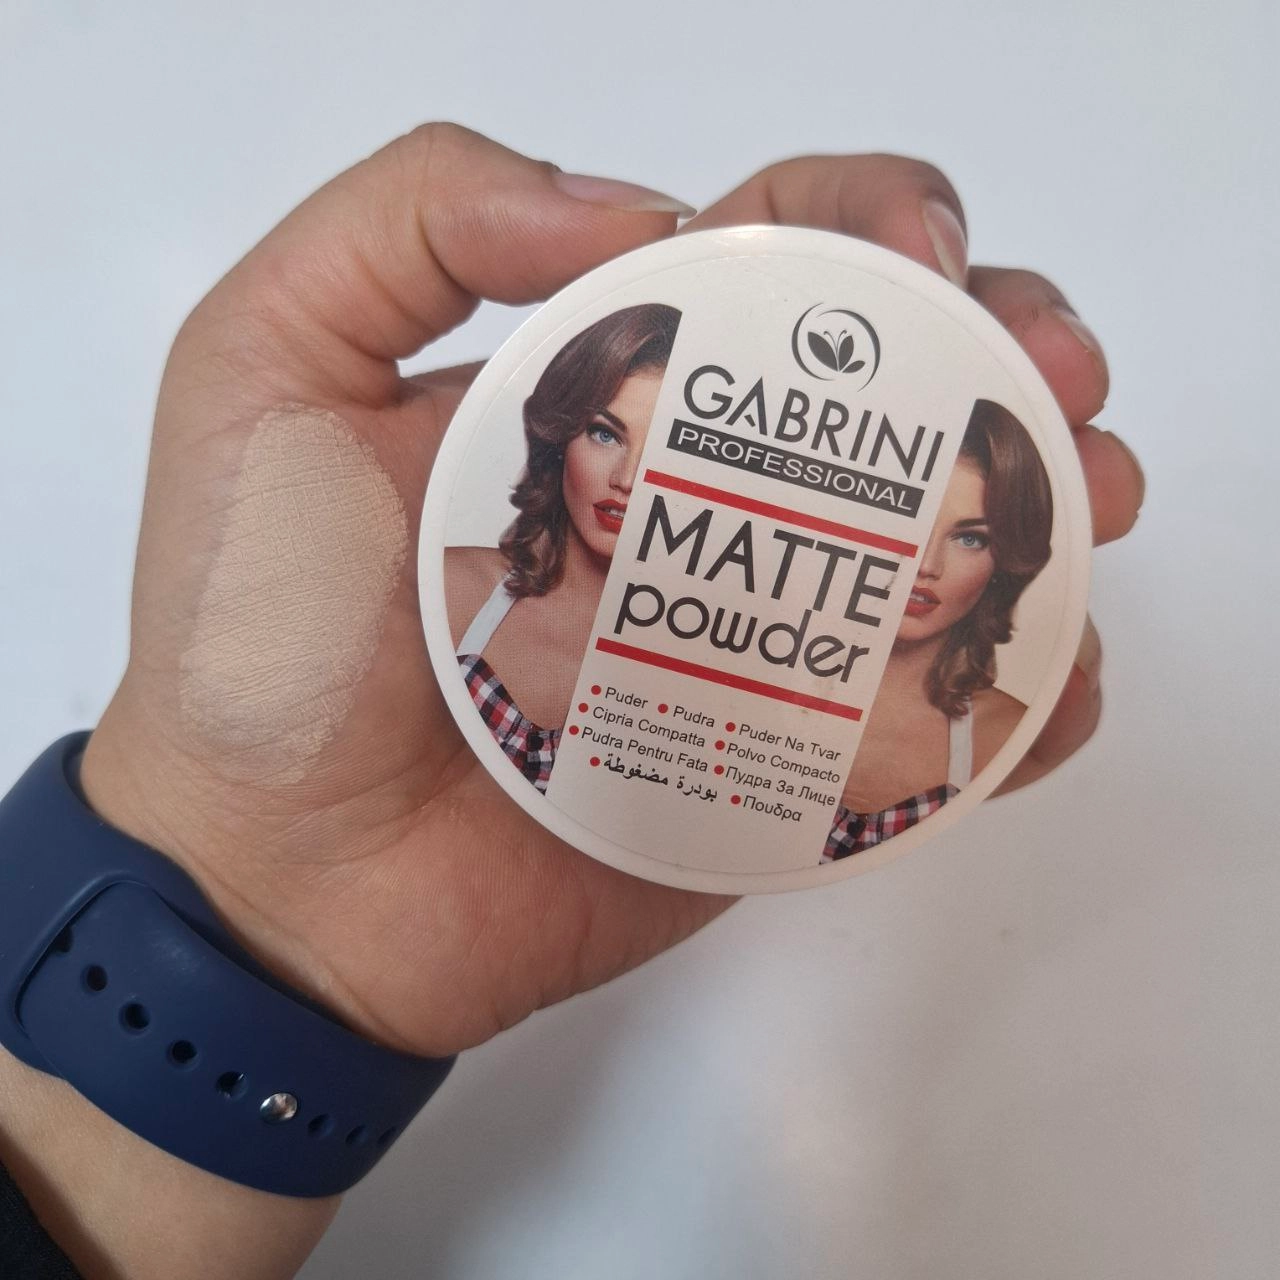 GABRINI
PROFESSIONAL
MATTE
powder
• Puder • Pudra • Puder Na Tvar
• Cipria Compatta • Polvo Compacto
• Pudra Pentru Fata • Пудра За Лице
• بودرة مضغوطة • Πουδρα